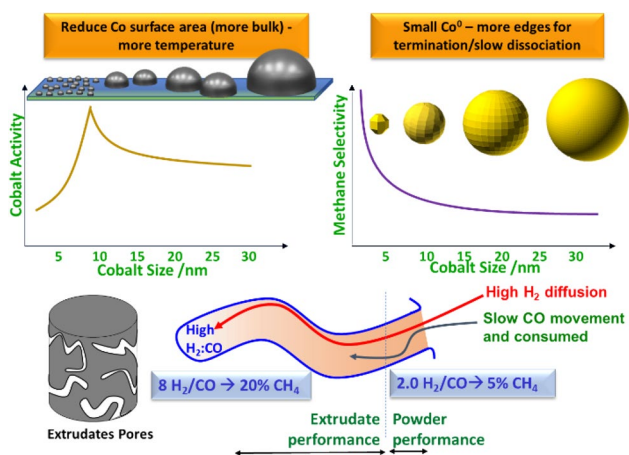 Reduce Co surface area (more bulk) -
more temperature
Cobalt Activity
5 10 15 20 25 30
Cobalt Size /nm
Small Co⁰ – more edges for
termination/slow dissociation
Methane Selectivity
5 10 15 20 25 30
Cobalt Size /nm
Extrudates Pores
High
H₂:CO
High H₂ diffusion
Slow CO movement
and consumed
8 H₂/CO → 20% CH₄
2.0 H₂/CO→ 5% CH₄
Extrudate
performance
Powder
performance